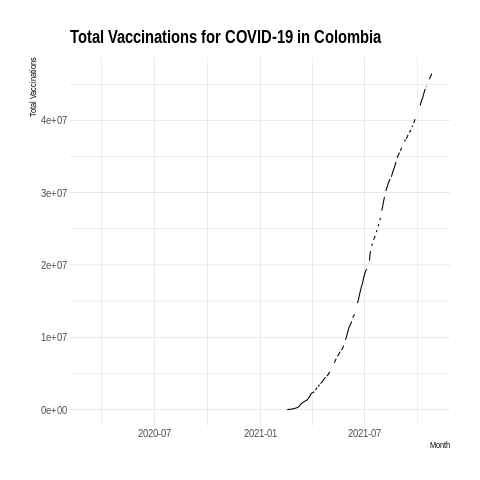 Total Vaccinations for COVID-19 in Colombia
Total Vaccinations
4e+07
3e+07
2e+07
1e+07
0e+00
2020-07 2021-01 2021-07
Month